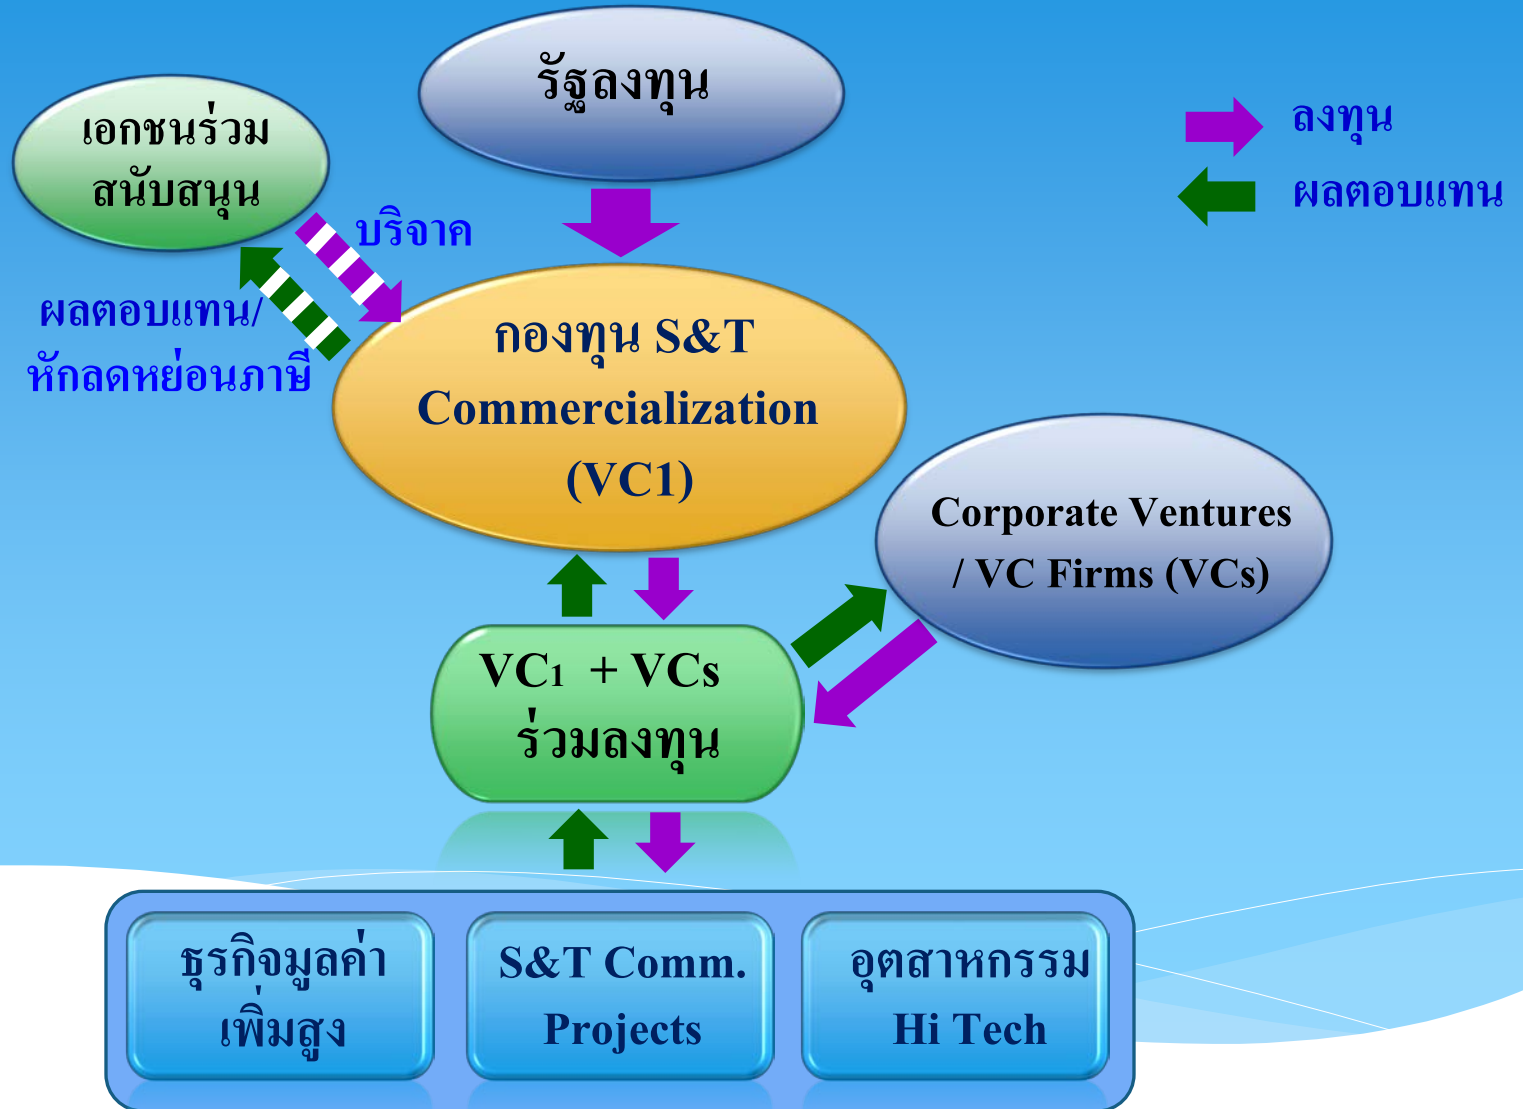 รัฐลงทุน
เอกชนร่วม
สนับสนุน
ลงทุน
ผลตอบแทน
บริจาค
ผลตอบแทน/
หักลดหย่อนภาษี
กองทุน S&T
Commercialization
(VC1)
Corporate Ventures
/ VC Firms (VCs)
VC1 + VCs
ร่วมลงทุน
ธุรกิจมูลค่า
เพิ่มสูง
S&T Comm.
Projects
อุตสาหกรรม
Hi Tech